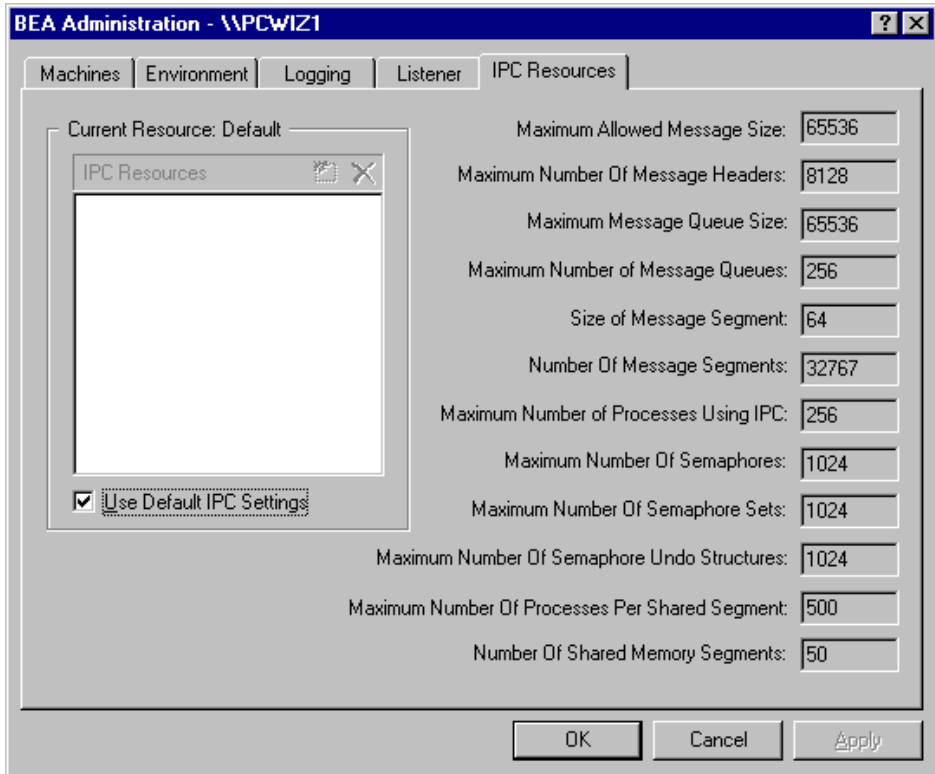 BEA Administration - \\PCWIZ1
Machines Environment Logging Listener IPC Resources
Current Resource: Default
IPC Resources
Use Default IPC Settings
Maximum Allowed Message Size: 65536
Maximum Number Of Message Headers: 8128
Maximum Message Queue Size: 65536
Maximum Number of Message Queues: 256
Size of Message Segment: 64
Number Of Message Segments: 32767
Maximum Number of Processes Using IPC: 256
Maximum Number Of Semaphores: 1024
Maximum Number Of Semaphore Sets: 1024
Maximum Number Of Semaphore Undo Structures: 1024
Maximum Number Of Processes Per Shared Segment: 500
Number Of Shared Memory Segments: 50
OK Cancel Apply